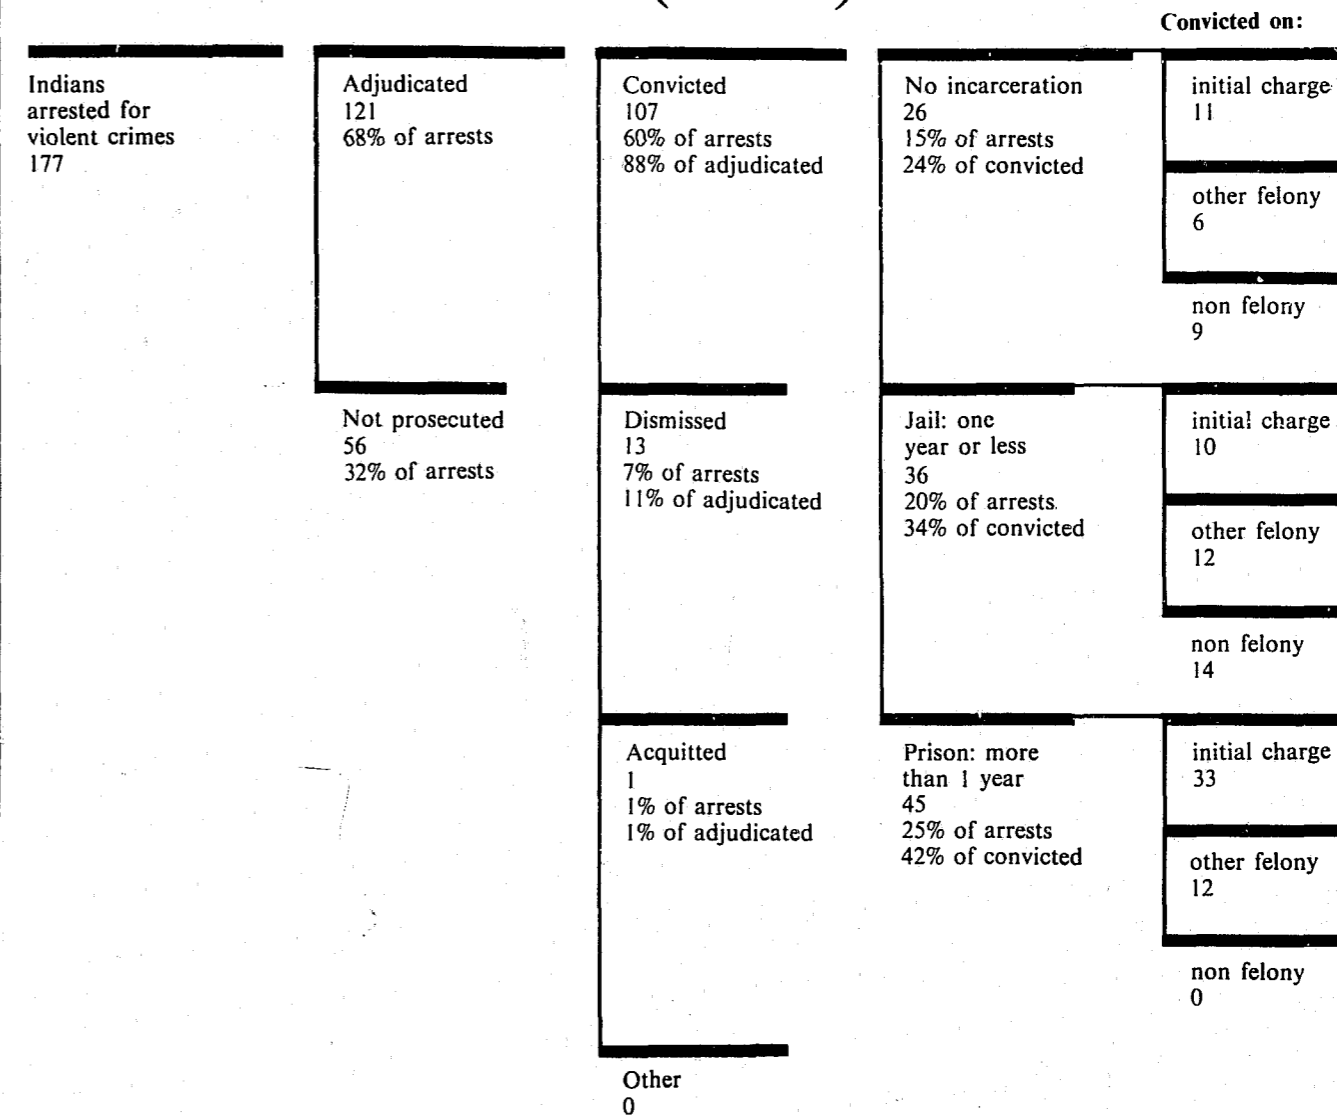 Convicted on:
Indians
arrested for
violent crimes
177
Adjudicated
121
68% of arrests
Not prosecuted
56
32% of arrests
Convicted
107
60% of arrests
88% of adjudicated
Dismissed
13
7% of arrests
11% of adjudicated
Acquitted
1
1% of arrests
1% of adjudicated
Other
0
No incarceration
26
15% of arrests
24% of convicted
Jail: one
year or less
36
20% of arrests
34% of convicted
Prison: more
than 1 year
45
25% of arrests
42% of convicted
initial charge
11
other felony
6
non felony
9
initial charge
10
other felony
12
non felony
14
initial charge
33
other felony
12
non felony
0